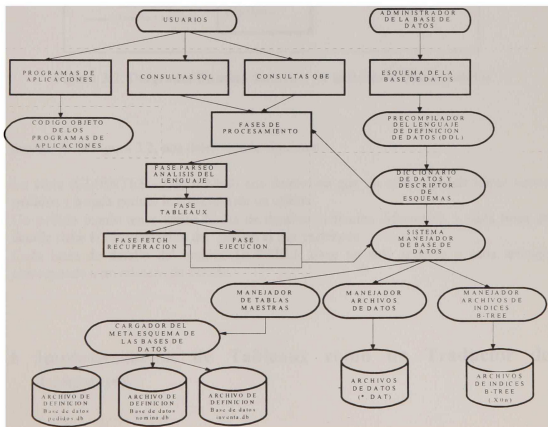 USUARIOS
ADMINISTRADOR
DE LA BASE DE
DATOS
PROGRAMAS DE
APLICACIONES
CONSULTAS SQL
CONSULTAS QBE
ESQUEMA DE LA
BASE DE DATOS
CODIGO OBJETO
DE LOS
PROGRAMAS DE
APLICACIONES
FASES DE
PROCESAMIENTO
PRECOMPILADOR
DEL LENGUAJE
DE DEFINICION
DE DATOS (DDL)
FASE PARSEO
ANALISIS DEL
LENGUAJE
DICCIONARIO
DE DATOS Y
DESCRIPTOR
DE
ESQUEMAS
FASE
TABLEAUX
FASE FETCH
RECUPERACION
FASE
EJECUCION
SISTEMA
MANEJADOR
DE BASE DE
DATOS
MANEJADOR
DE TABLAS
MAESTRAS
MANEJADOR
ARCHIVOS DE
DATOS
MANEJADOR
ARCHIVOS DE
INDICES
B-TREE
CARGADOR DEL
META ESQUEMA DE
LAS BASES DE
DATOS
ARCHIVO DE
DEFINICION
Base de datos
pedidos.db
ARCHIVO DE
DEFINICION
Base de datos
nomina.db
ARCHIVO DE
DEFINICION
Base de datos
inventa.db
ARCHIVOS
DE DATOS
(*.DAT)
ARCHIVOS
DE INDICES
B-TREE